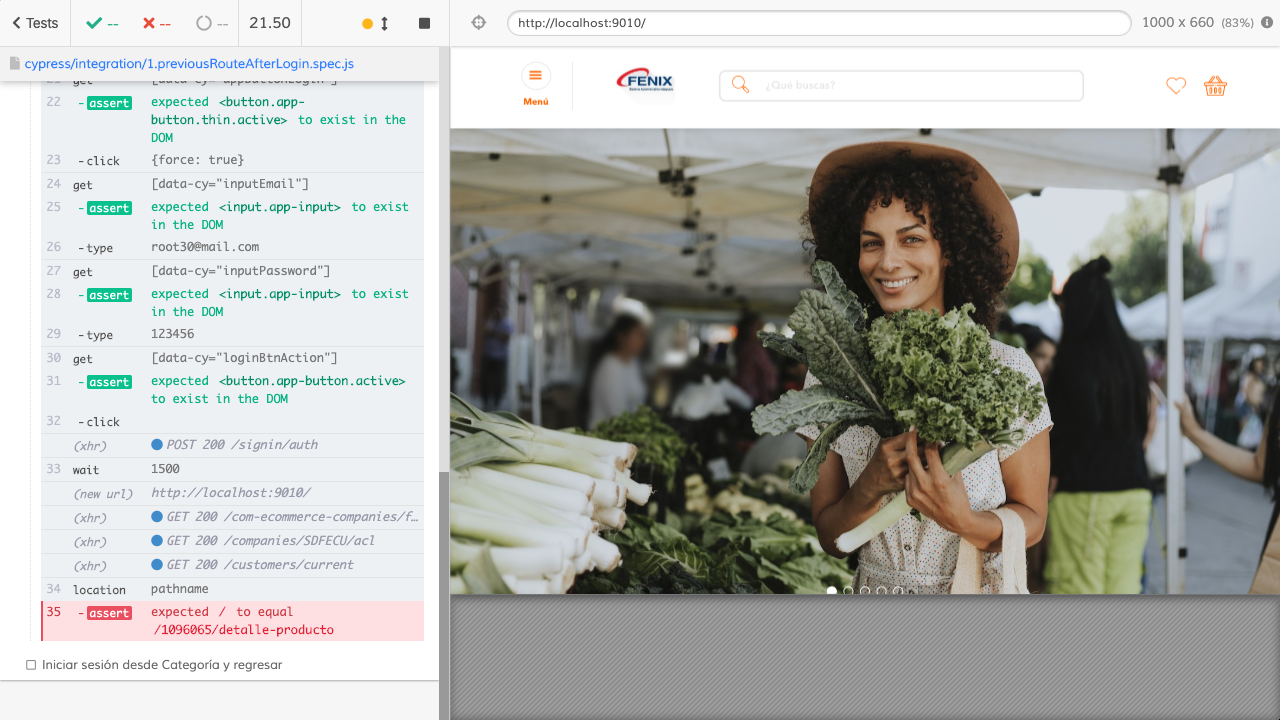 Tests
--
--
--
21.50
http://localhost:9010/
1000 x 660 (83%)
cypress/integration/1.previousRouteAfterLogin.spec.js
22 - assert expected <button.app-
button.thin.active> to exist in the
DOM
23 - click {force: true}
24 get [data-cy="inputEmail"]
25 - assert expected <input.app-input> to exist
in the DOM
26 - type root30@mail.com
27 get [data-cy="inputPassword"]
28 - assert expected <input.app-input> to exist
in the DOM
29 - type 123456
30 get [data-cy="loginBtnAction"]
31 - assert expected <button.app-button.active>
to exist in the DOM
32 - click
(xhr) POST 200 /signin/auth
33 wait 1500
(new url) http://localhost:9010/
(xhr) GET 200 /com-ecommerce-companies/f…
(xhr) GET 200 /companies/SDFECU/acl
(xhr) GET 200 /customers/current
34 location pathname
35 - assert expected / to equal
/1096065/detalle-producto
Iniciar sesión desde Categoría y regresar
Menú
FENIX
¿Qué buscas?